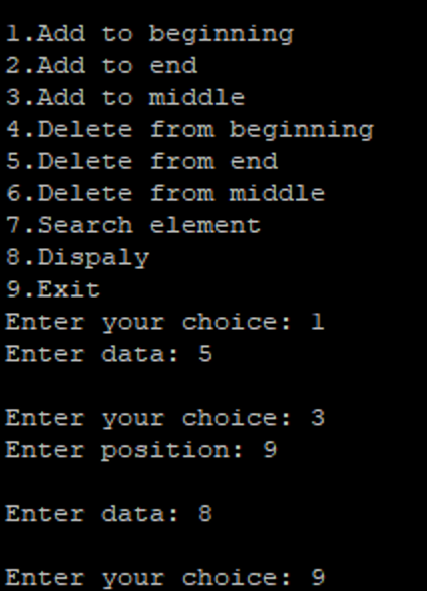 1.Add to beginning
2.Add to end
3.Add to middle
4.Delete from beginning
5.Delete from end
6.Delete from middle
7.Search element
8.Dispaly
9.Exit
Enter your choice: 1
Enter data: 5
Enter your choice: 3
Enter position: 9
Enter data: 8
Enter your choice: 9